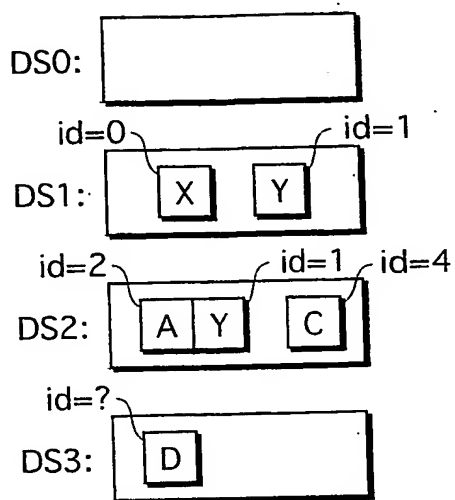 DS0:
id=0 id=1
DS1: X Y
id=2 id=1 id=4
DS2: A Y C
id=?
DS3: D